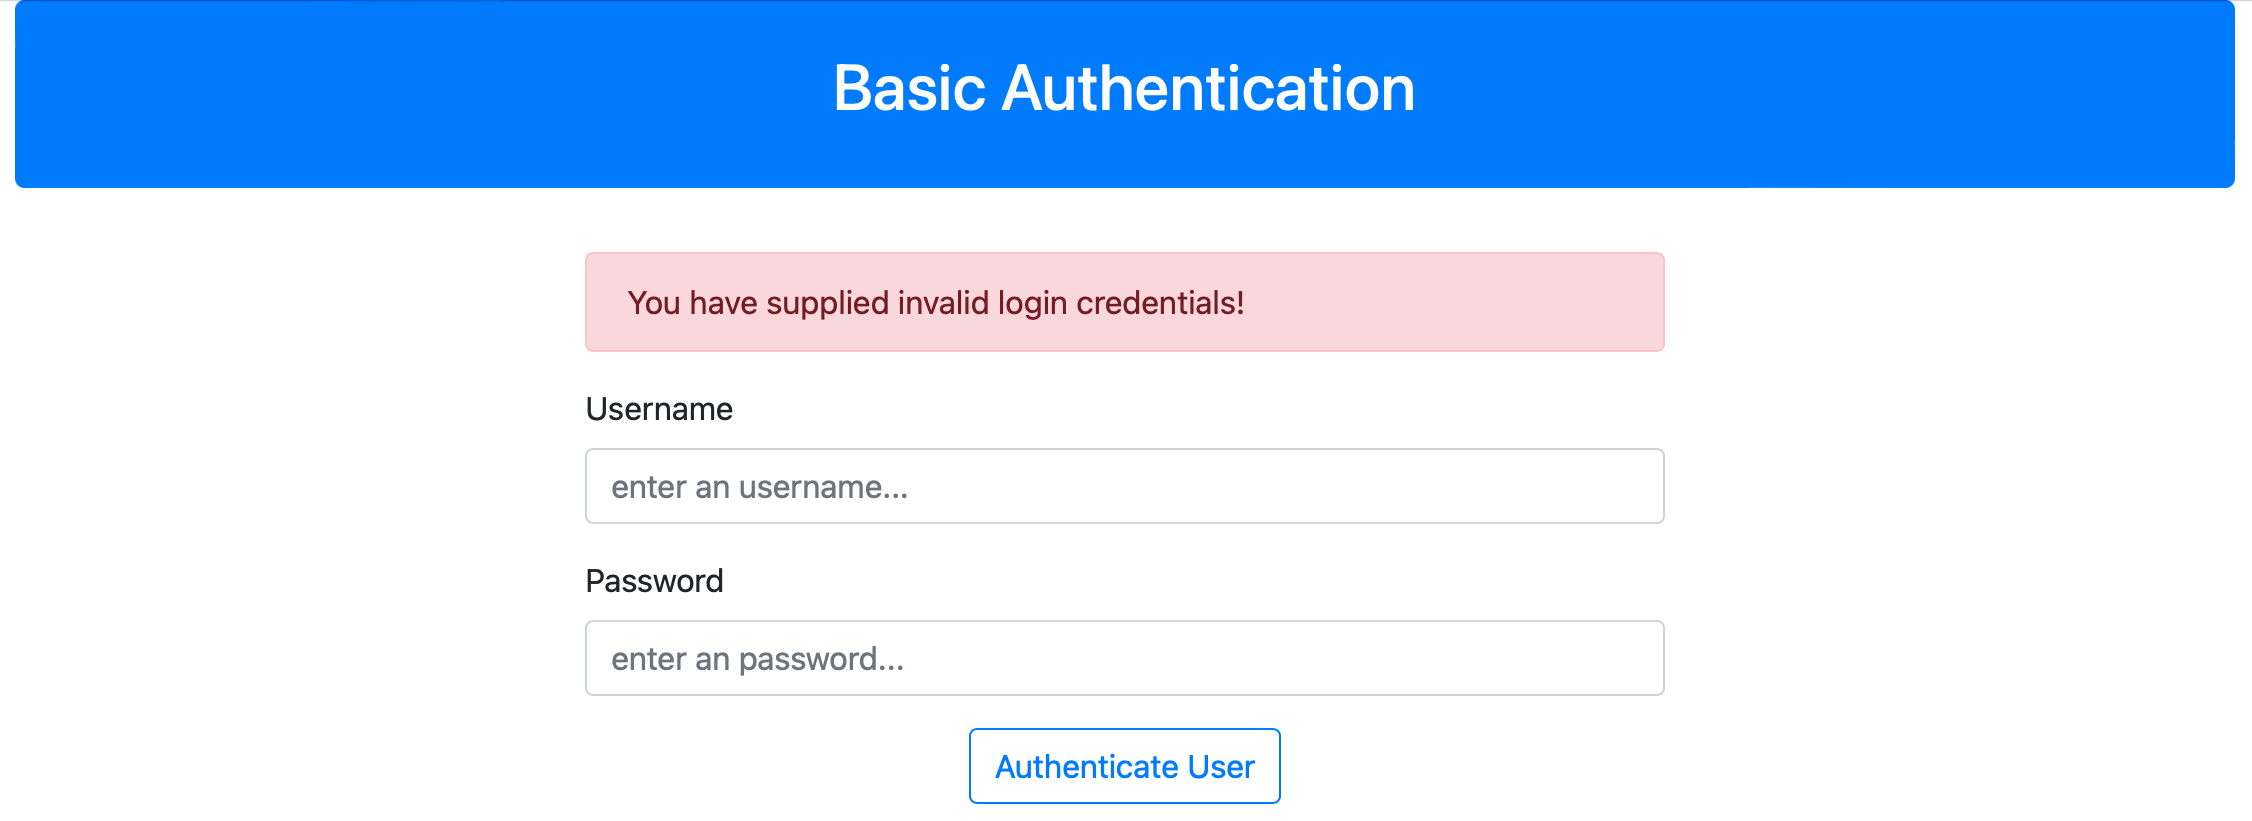 Basic Authentication
You have supplied invalid login credentials!
Username
enter an username...
Password
enter an password...
Authenticate User